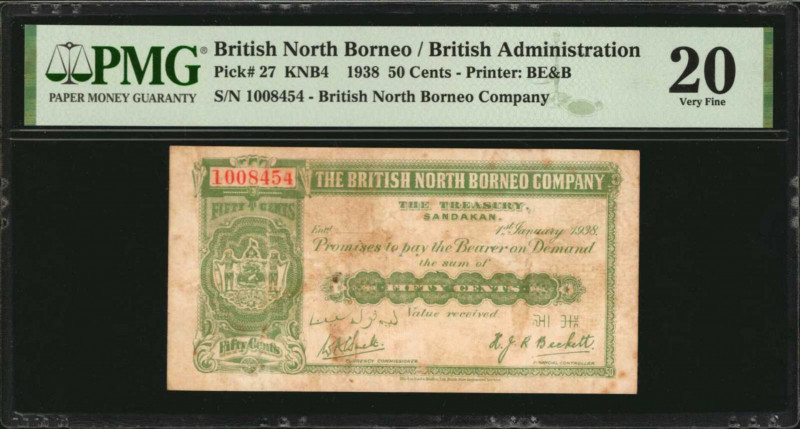 PMG®
PAPER MONEY GUARANTY
British North Borneo / British Administration
Pick# 27 KNB4 1938 50 Cents - Printer: BE&B
S/N 1008454 - British North Borneo Company
20
Very Fine
1008454
FIFTY CENTS
Fifty Cents
THE BRITISH NORTH BORNEO COMPANY
THE TREASURY,
SANDAKAN.
Entd. 1st January 1938.
Promises to pay the Bearer on Demand
the sum of
FIFTY CENTS
Value received
H. J. R. Beckett